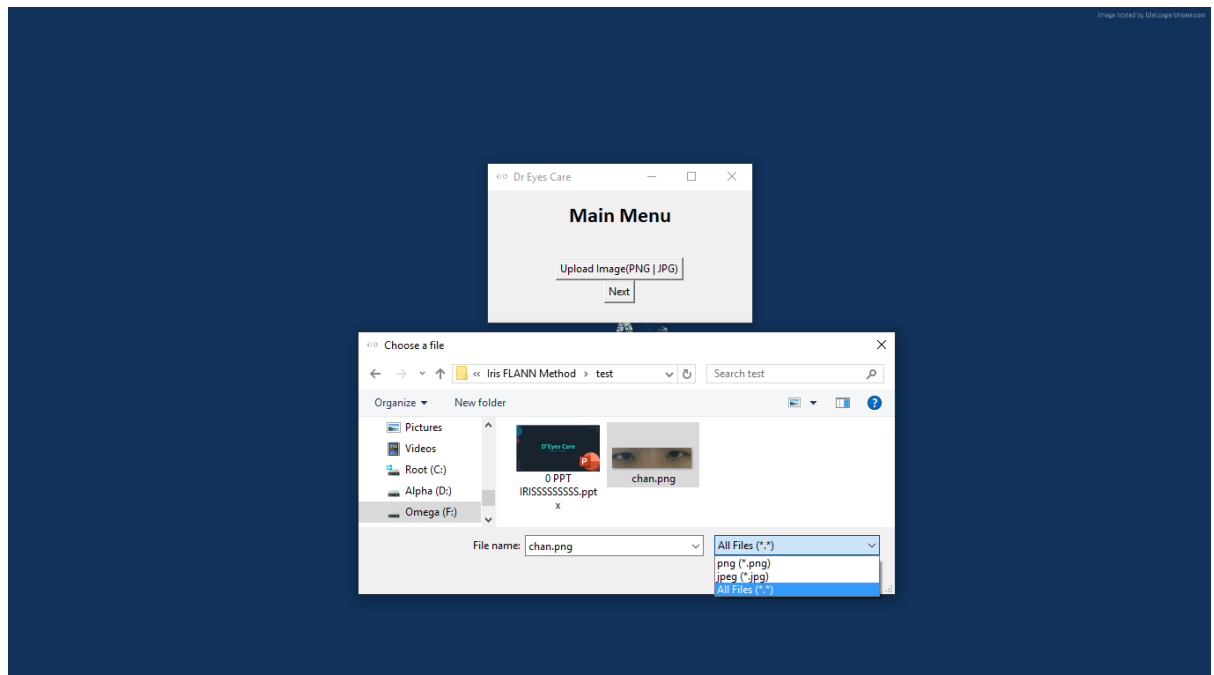 Image hosted by WallpapersHome.com
Dr Eyes Care
Main Menu
Upload Image(PNG | JPG)
Next
Choose a file
« Iris FLANN Method › test
Search test
Organize
New folder
Pictures
Videos
Root (C:)
Alpha (D:)
Omega (F:)
D'Eyes Care
P
0 PPT
IRISSSSSSSSS.ppt
x
chan.png
File name:
chan.png
All Files (*.*)
png (*.png)
jpeg (*.jpg)
All Files (*.*)